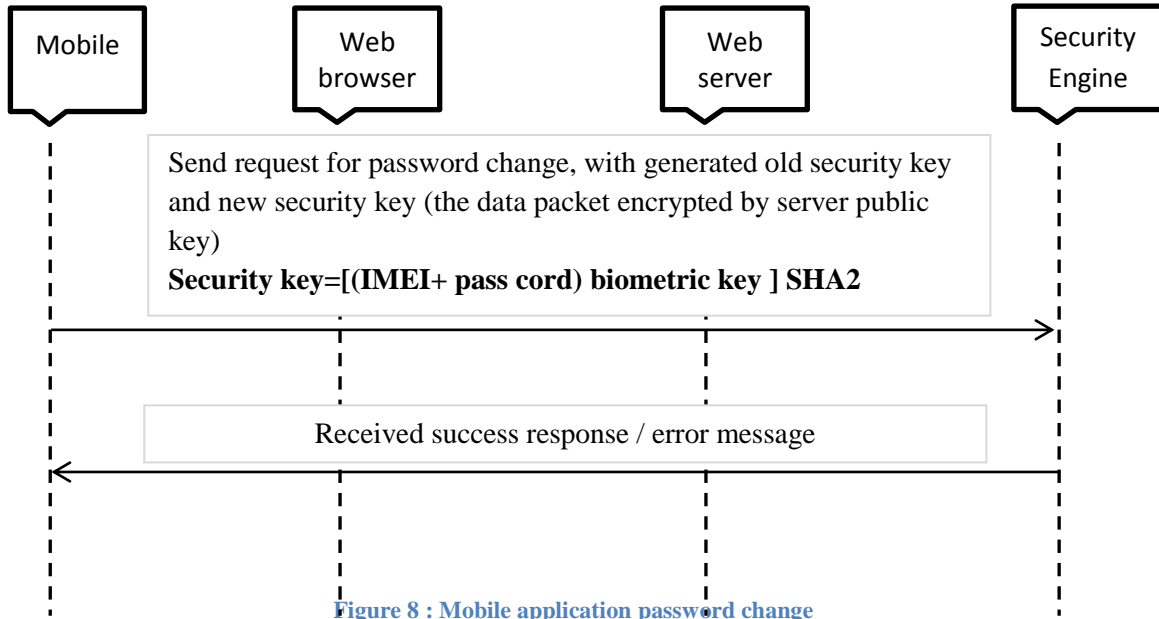 Mobile
Web
browser
Web
server
Security
Engine
Send request for password change, with generated old security key
and new security key (the data packet encrypted by server public
key)
Security key=[(IMEI+ pass cord) biometric key ] SHA2
Received success response / error message
Figure 8 : Mobile application password change